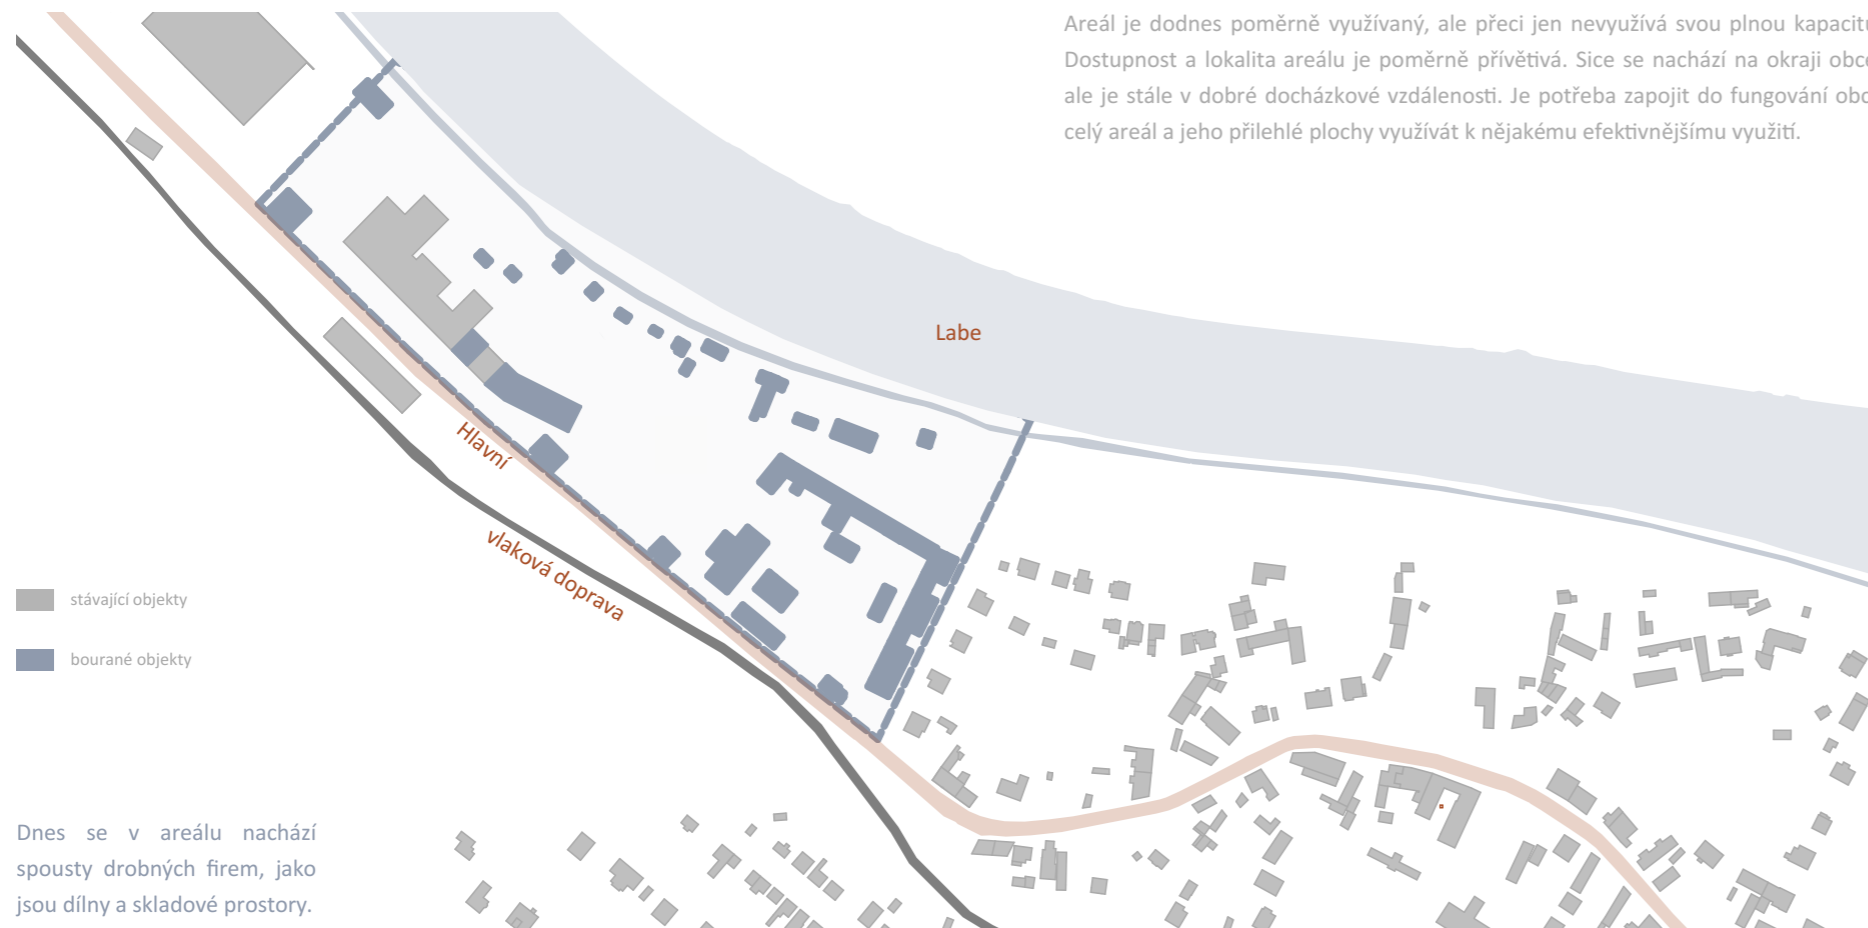 Areál je dodnes poměrně využívaný, ale přeci jen nevyužívá svou plnou kapacitu
Dostupnost a lokalita areálu je poměrně přívětivá. Sice se nachází na okraji obce
ale je stále v dobré docházkové vzdálenosti. Je potřeba zapojit do fungování obc
celý areál a jeho přilehlé plochy využívát k nějakému efektivnějšímu využití.
Labe
Hlavní
vlaková doprava
stávající objekty
bourané objekty
Dnes se v areálu nachází
spousty drobných firem, jako
jsou dílny a skladové prostory.